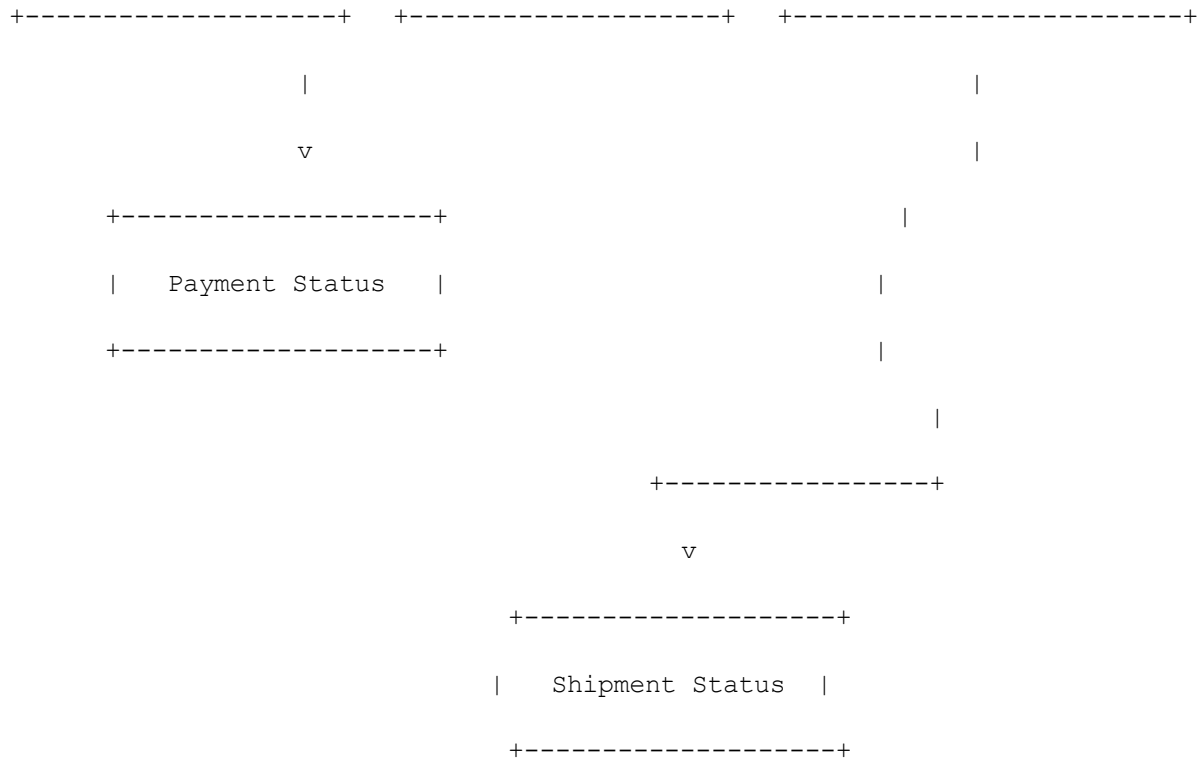 +--------------------+ +--------------------+ +-------------------------+
| |
v |
+--------------------+ |
| Payment Status | |
+--------------------+ |
|
+-----------------+
v
+--------------------+
| Shipment Status |
+--------------------+